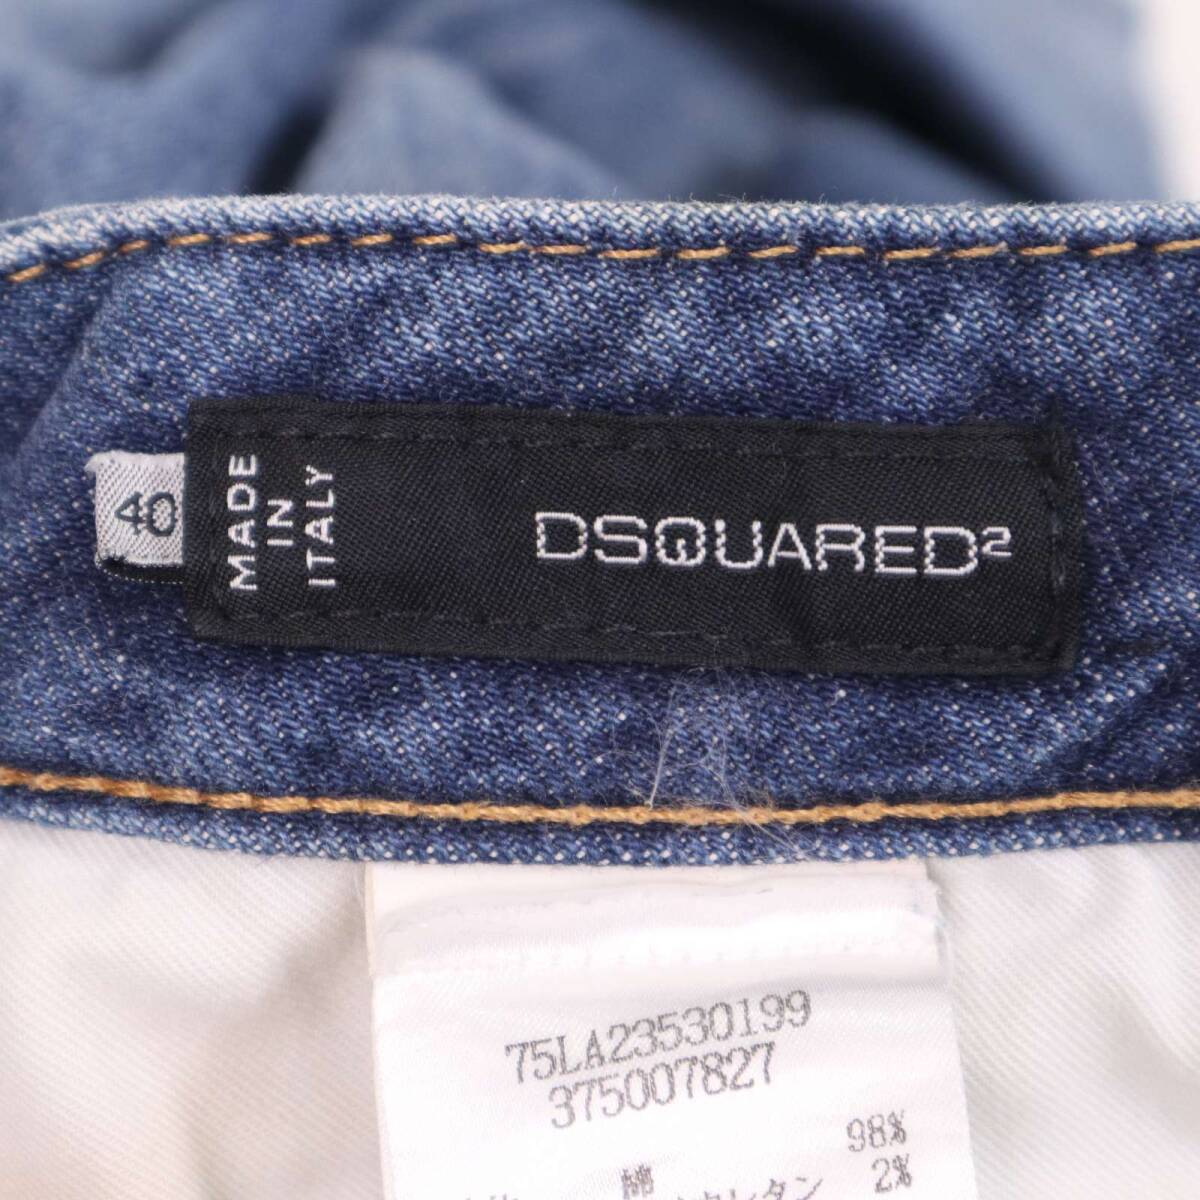 40
MADE
IN
ITALY
DSQUARED²
75LA23530199
375007827
98%
綿
2%